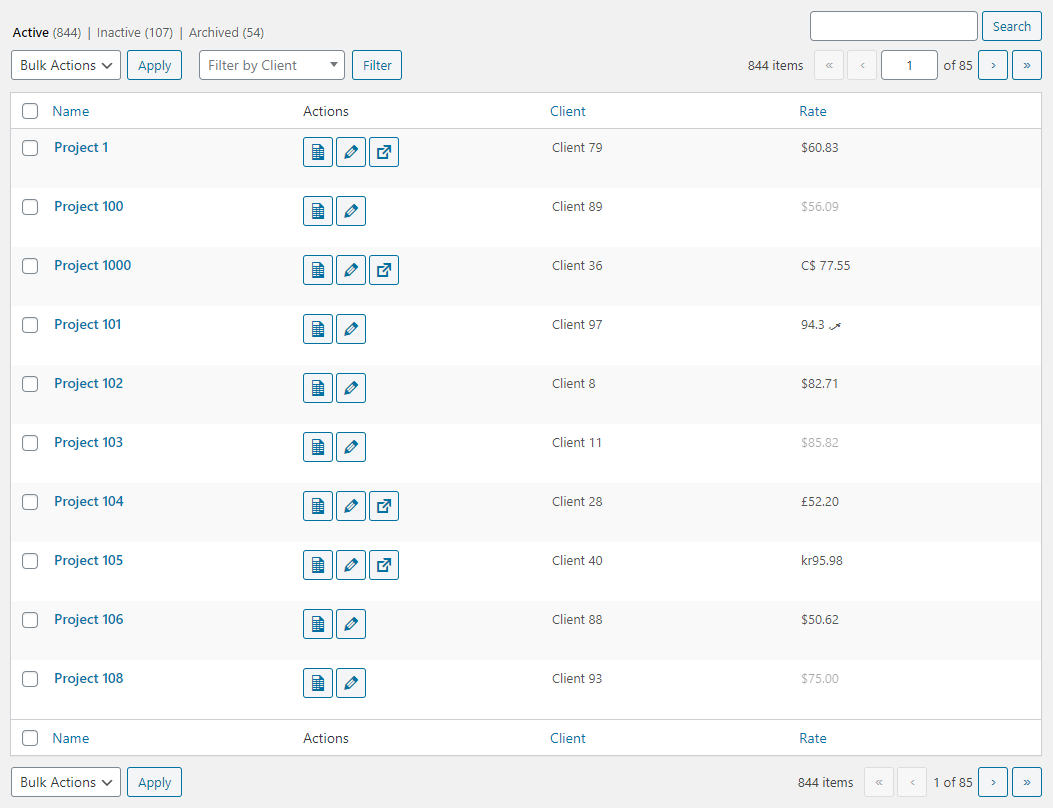 Active (844) | Inactive (107) | Archived (54)
Search
Bulk Actions Apply Filter by Client Filter 844 items « ‹ 1 of 85 › »
Name Actions Client Rate
Project 1 Client 79 $60.83
Project 100 Client 89 $56.09
Project 1000 Client 36 C$ 77.55
Project 101 Client 97 94.3
Project 102 Client 8 $82.71
Project 103 Client 11 $85.82
Project 104 Client 28 £52.20
Project 105 Client 40 kr95.98
Project 106 Client 88 $50.62
Project 108 Client 93 $75.00
Name Actions Client Rate
Bulk Actions Apply 844 items « ‹ 1 of 85 › »